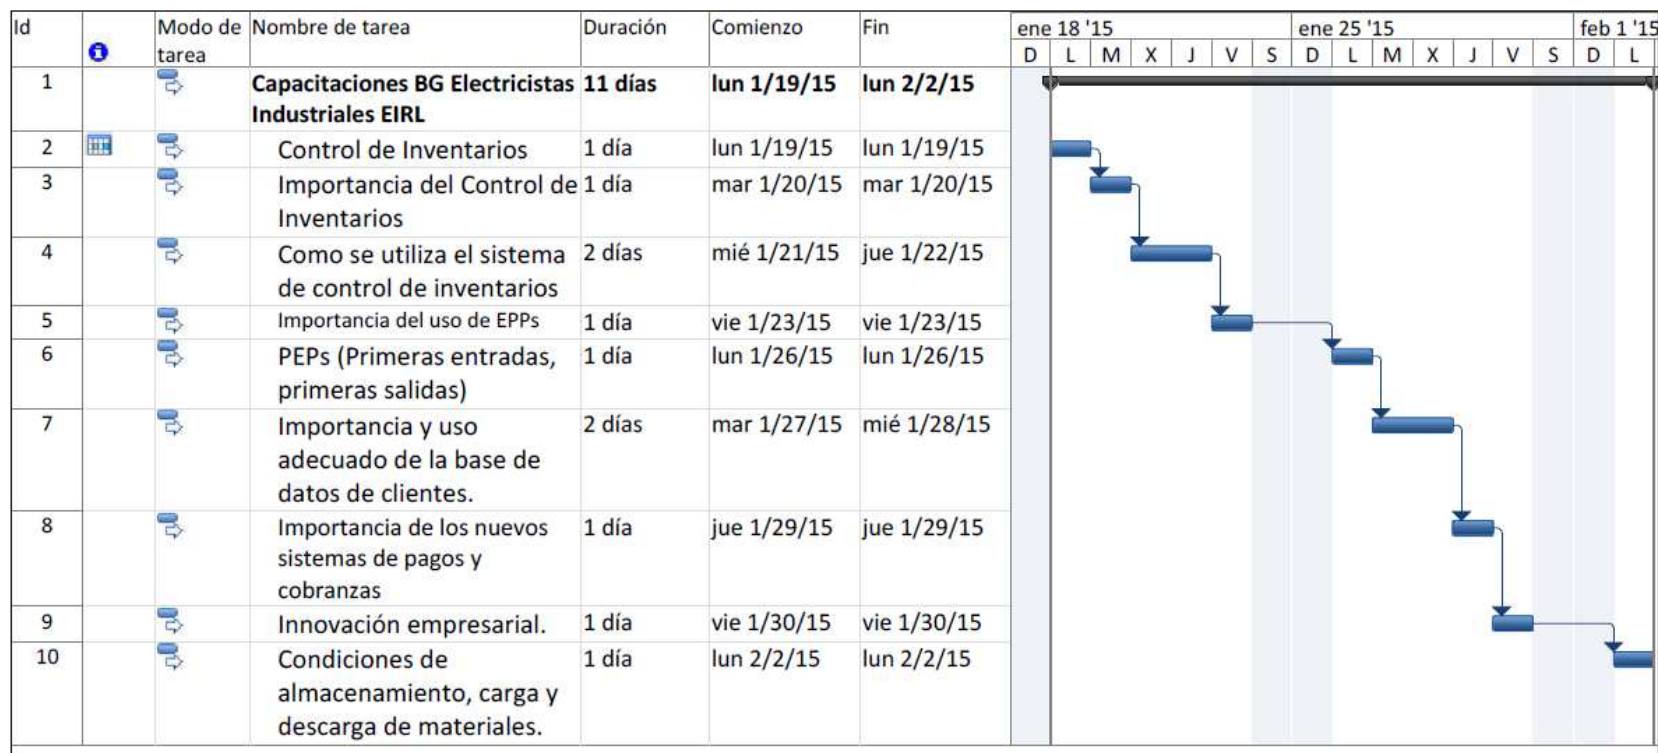 Id Modo de Nombre de tarea Duración Comienzo Fin ene 18 '15 ene 25 '15 feb 1 '15
tarea D L M X J V S D L M X J V S D L
1 Capacitaciones BG Electricistas 11 días lun 1/19/15 lun 2/2/15
Industriales EIRL
2 Control de Inventarios 1 día lun 1/19/15 lun 1/19/15
3 Importancia del Control de 1 día mar 1/20/15 mar 1/20/15
Inventarios
4 Como se utiliza el sistema 2 días mié 1/21/15 jue 1/22/15
de control de inventarios
5 Importancia del uso de EPPs 1 día vie 1/23/15 vie 1/23/15
6 PEPs (Primeras entradas, 1 día lun 1/26/15 lun 1/26/15
primeras salidas)
7 Importancia y uso 2 días mar 1/27/15 mié 1/28/15
adecuado de la base de
datos de clientes.
8 Importancia de los nuevos 1 día jue 1/29/15 jue 1/29/15
sistemas de pagos y
cobranzas
9 Innovación empresarial. 1 día vie 1/30/15 vie 1/30/15
10 Condiciones de 1 día lun 2/2/15 lun 2/2/15
almacenamiento, carga y
descarga de materiales.